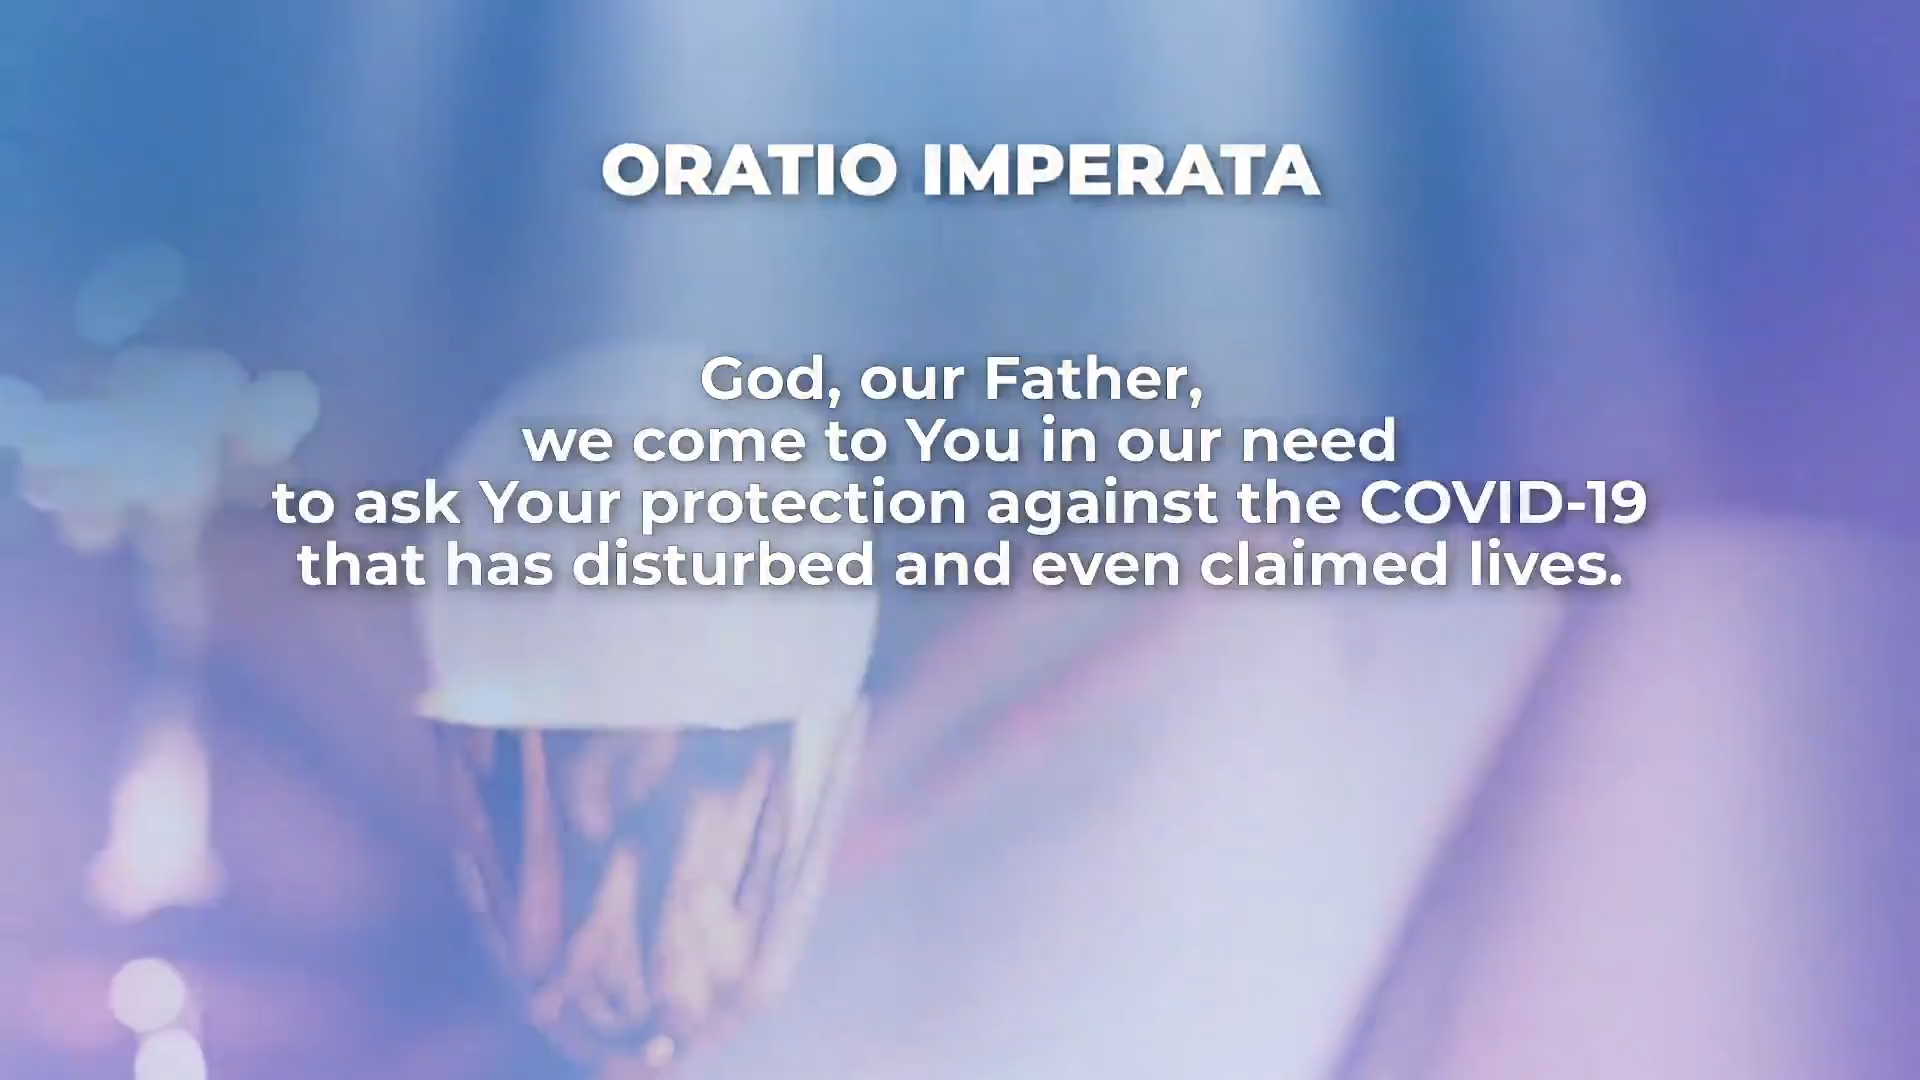 ORATIO IMPERATA
God, our Father,
we come to You in our need
to ask Your protection against the COVID-19
that has disturbed and even claimed lives.